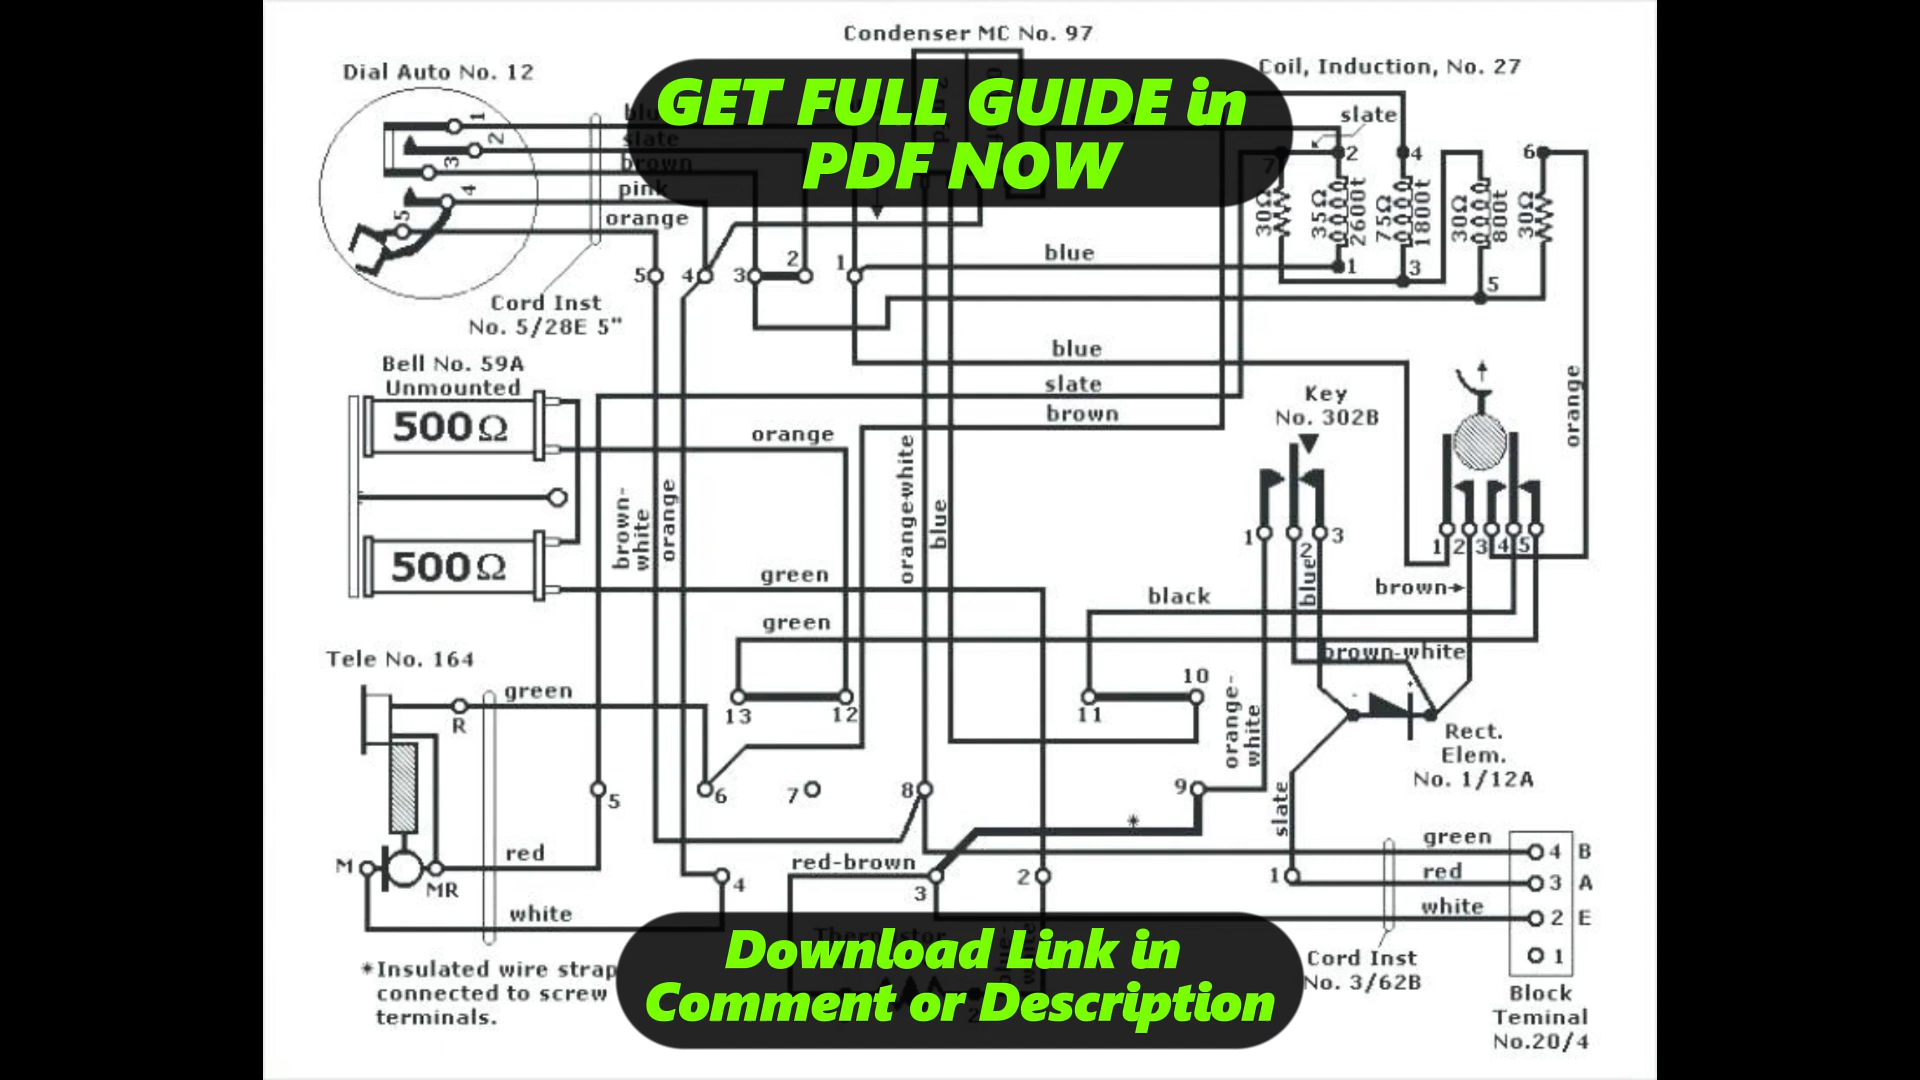 Condenser MC No. 97
Dial Auto No. 12
Coil, Induction, No. 27
GET FULL GUIDE in
PDF NOW
slate
1
2
3
4
5
blue
slate
brown
pink
orange
7
2
4
6
30Ω
35Ω
2600t
75Ω
1800t
30Ω
800t
30Ω
5
4
3
2
1
blue
1
3
5
Cord Inst
No. 5/28E 5"
blue
slate
brown
orange
Bell No. 59A
Unmounted
500Ω
500Ω
orange
green
green
brown-
white
orange
orange-white
blue
Key
No. 302B
1
2
3
blue
1
2
3
4
5
brown
black
brown-white
- +
Rect.
Elem.
No. 1/12A
Tele No. 164
green
R
13
12
11
10
orange-
white
slate
5
6
7
8
9
*
M
MR
red
white
red-brown
4
3
2
1
green
red
white
4 B
3 A
2 E
1
Thermistor
blue-
white
2
Download Link in
Comment or Description
*Insulated wire strap
connected to screw
terminals.
Cord Inst
No. 3/62B
Block
Teminal
No.20/4